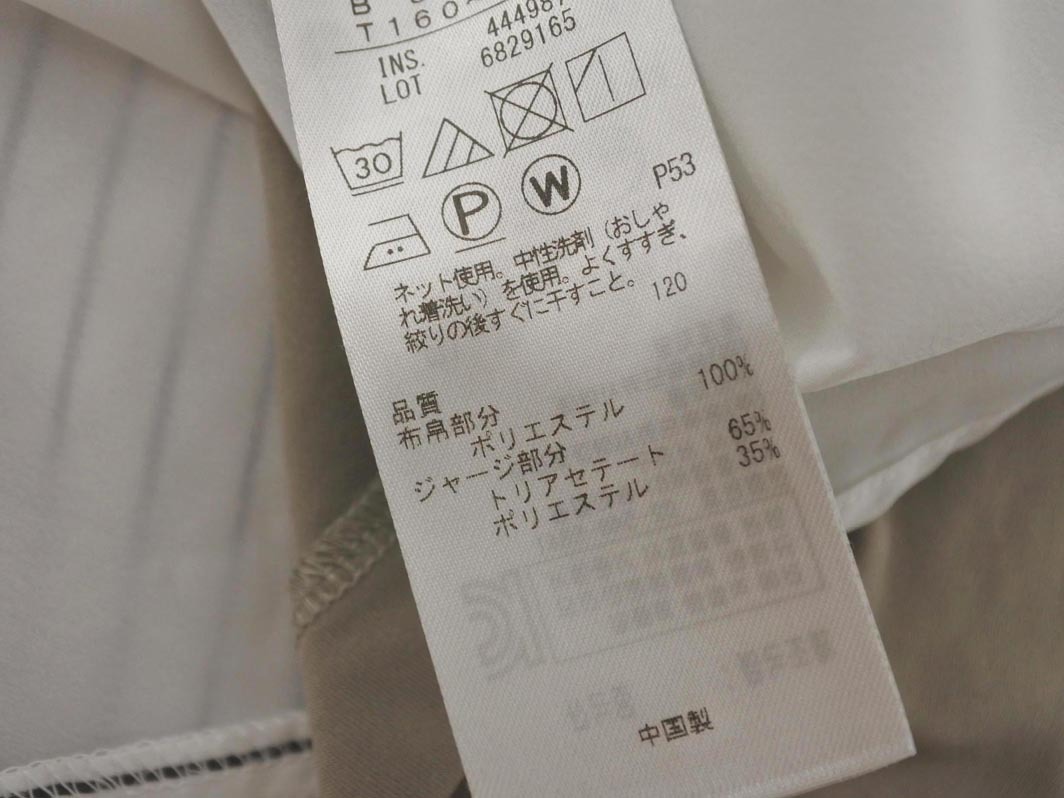 T160
INS. 44498
LOT 6829165
30
P W P53
ネット使用。中性洗剤（おしゃ
れ着洗い）を使用。よくすすぎ、
絞りの後すぐに干すこと。 120
品質
布帛部分
ポリエステル 100%
ジャージ部分
トリアセテート 65%
ポリエステル 35%
中国製